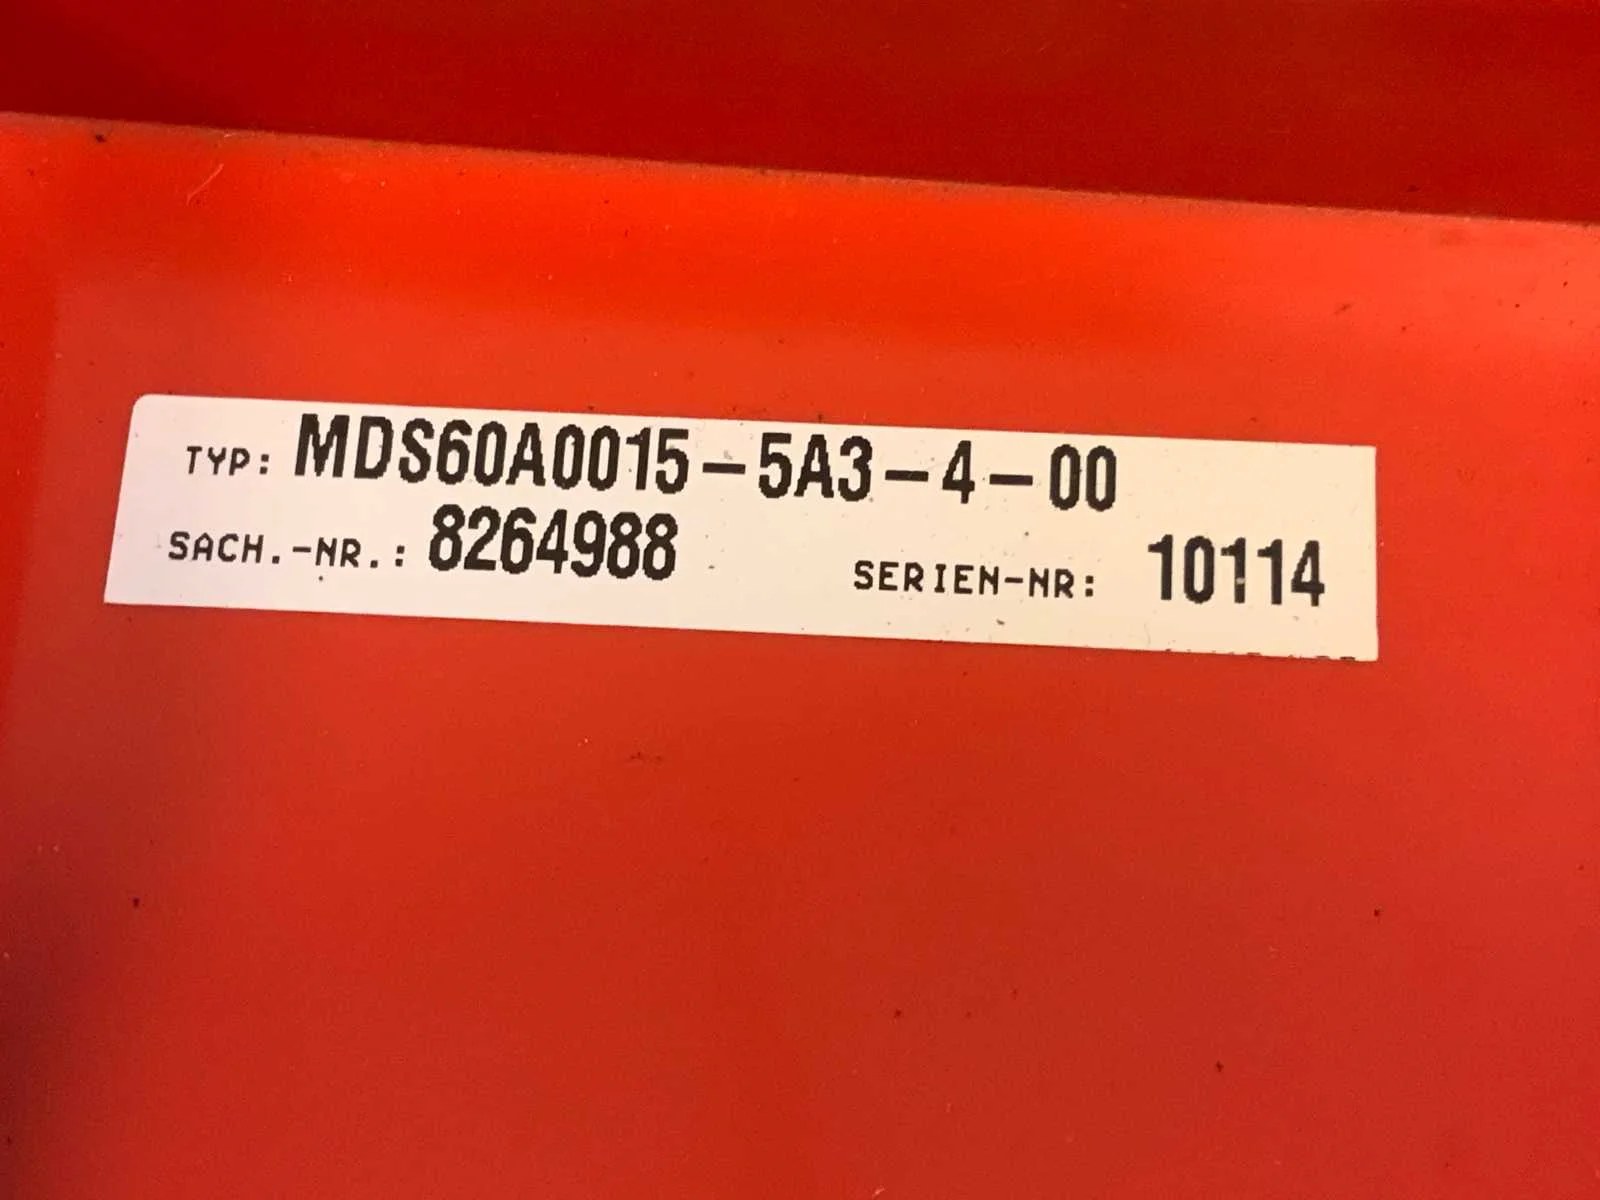 TYP: MDS60A0015-5A3-4-00
SACH.-NR.: 8264988 SERIEN-NR: 10114